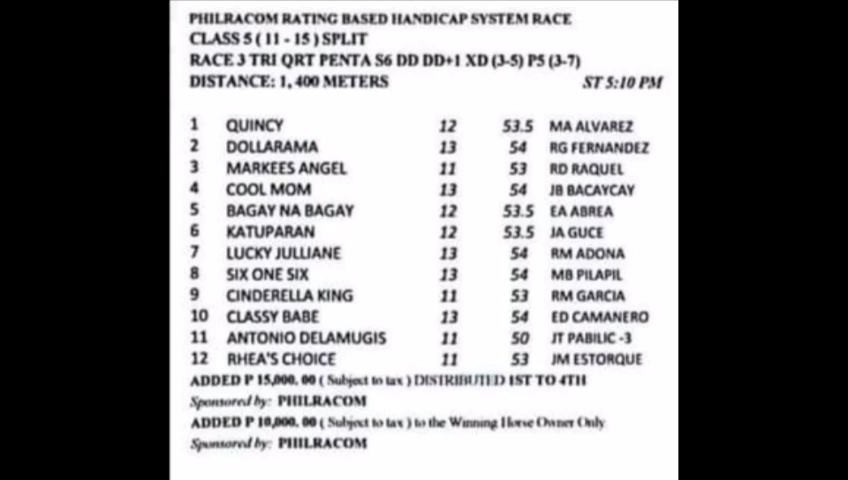 PHILRACOM RATING BASED HANDICAP SYSTEM RACE
CLASS 5 ( 11 - 15 ) SPLIT
RACE 3 TRI QRT PENTA S6 DD DD+1 XD (3-5) P5 (3-7)
DISTANCE: 1, 400 METERS ST 5:10 PM
1 QUINCY 12 53.5 MA ALVAREZ
2 DOLLARAMA 13 54 RG FERNANDEZ
3 MARKEES ANGEL 11 53 RD RAQUEL
4 COOL MOM 13 54 JB BACAYCAY
5 BAGAY NA BAGAY 12 53.5 EA ABREA
6 KATUPARAN 12 53.5 JA GUCE
7 LUCKY JULLIANE 13 54 RM ADONA
8 SIX ONE SIX 13 54 MB PILAPIL
9 CINDERELLA KING 11 53 RM GARCIA
10 CLASSY BABE 13 54 ED CAMANERO
11 ANTONIO DELAMUGIS 11 50 JT PABILIC -3
12 RHEA'S CHOICE 11 53 JM ESTORQUE
ADDED P 15,000. 00 ( Subject to tax ) DISTRIBUTED 1ST TO 4TH
Sponsored by: PHILRACOM
ADDED P 10,000. 00 ( Subject to tax ) to the Winning Horse Owner Only
Sponsored by: PHILRACOM